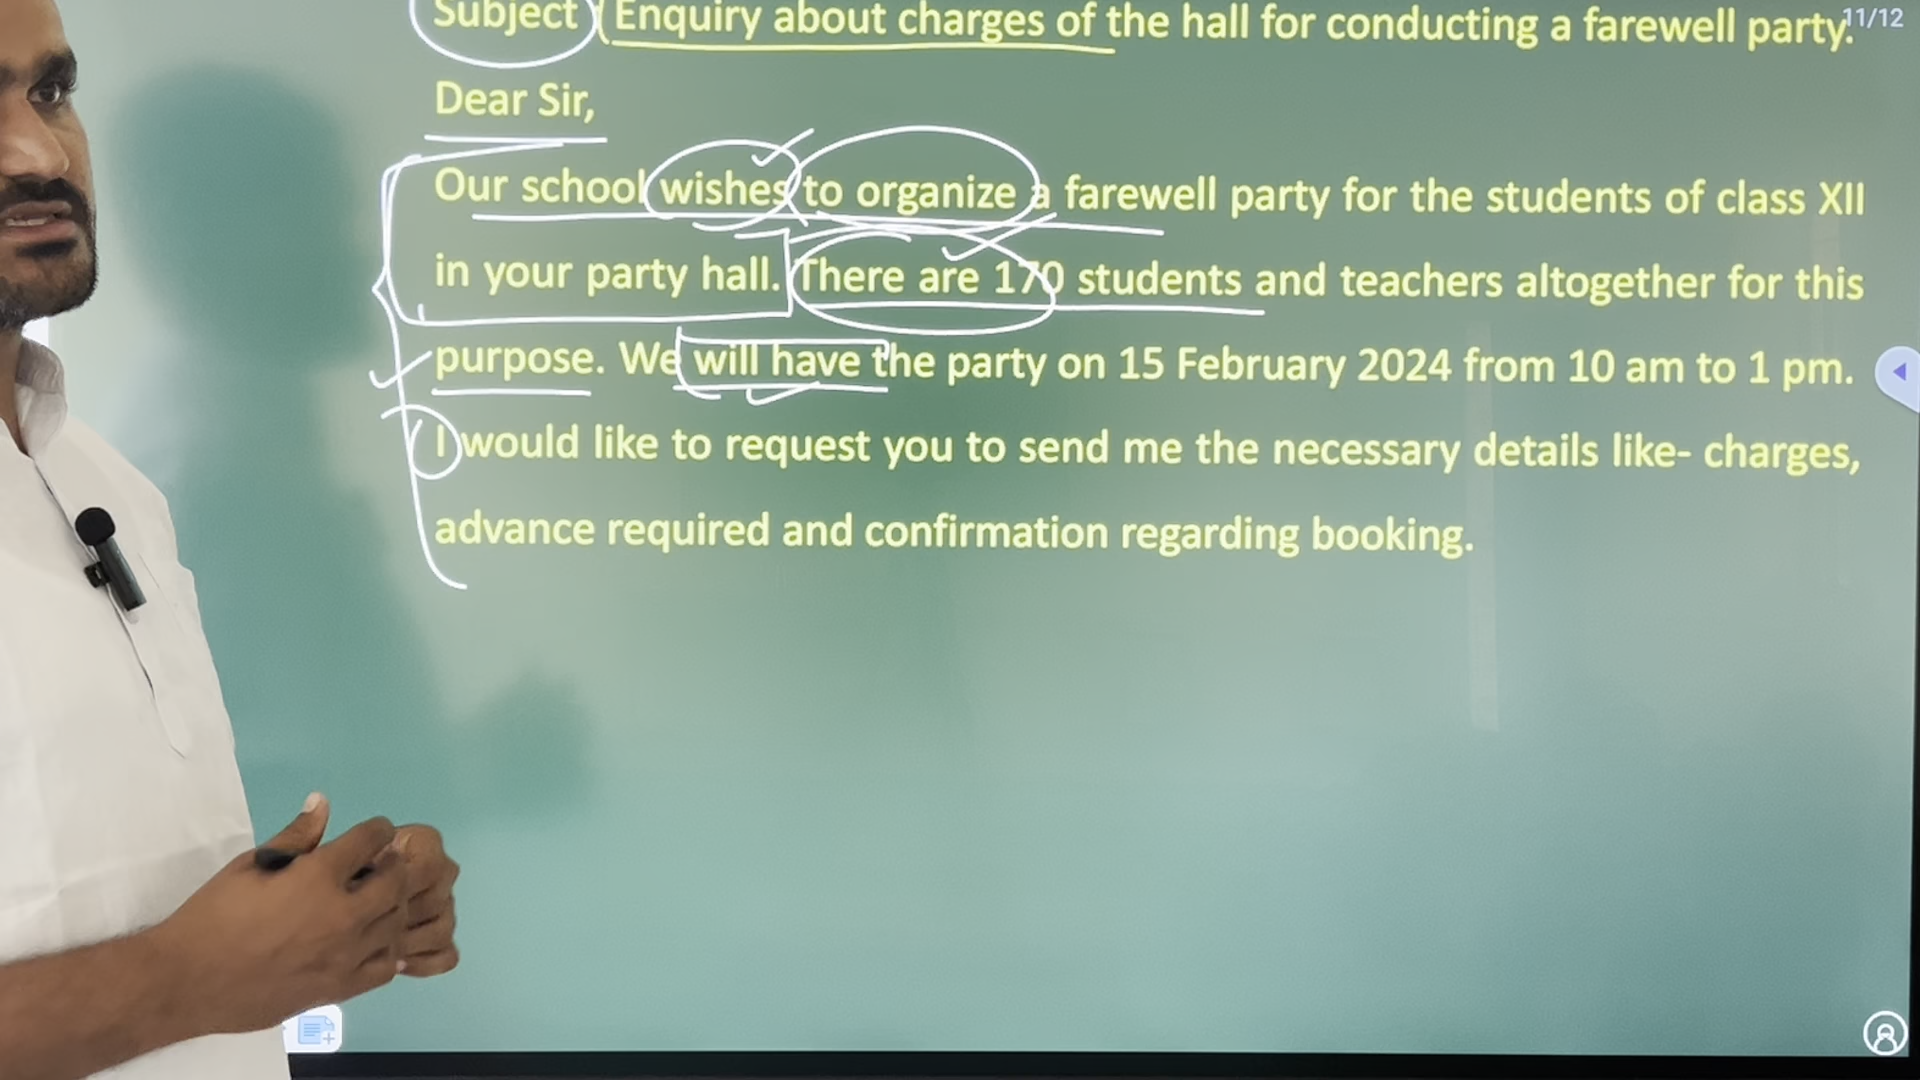 Subject Enquiry about charges of the hall for conducting a farewell party.
11/12
Dear Sir,
Our school wishes to organize a farewell party for the students of class XII
in your party hall. There are 170 students and teachers altogether for this
purpose. We will have the party on 15 February 2024 from 10 am to 1 pm.
I would like to request you to send me the necessary details like- charges,
advance required and confirmation regarding booking.